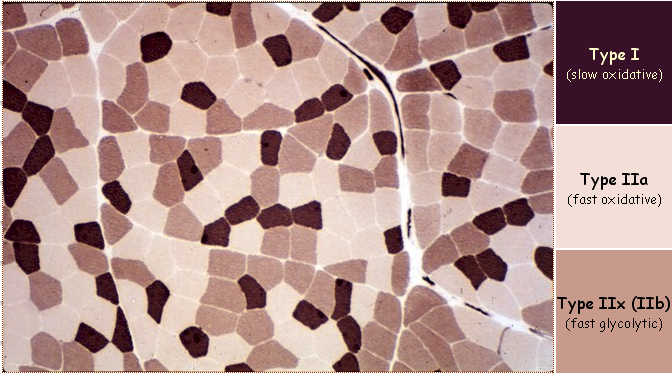 Type I
(slow oxidative)
Type IIa
(fast oxidative)
Type IIx (IIb)
(fast glycolytic)